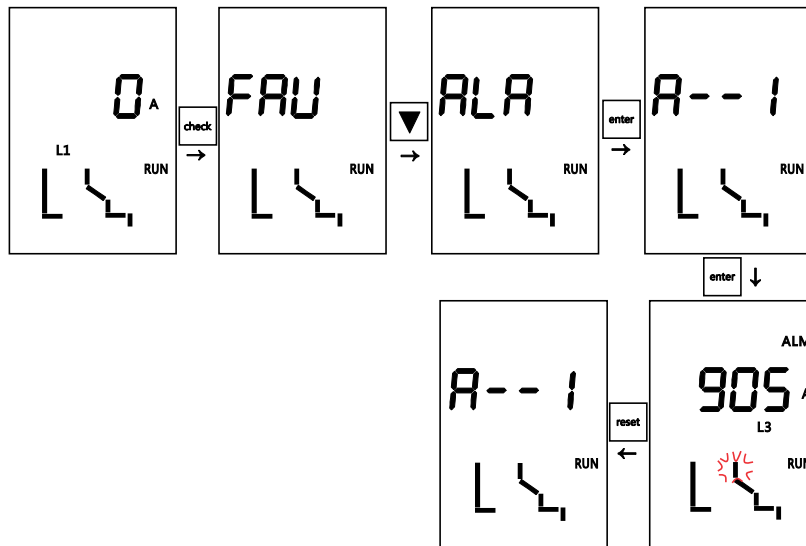 0 A
L1
RUN
check
FAU
RUN
ALA
RUN
enter
A--1
RUN
enter
ALM
905 A
L3
RUN
reset
A--1
RUN